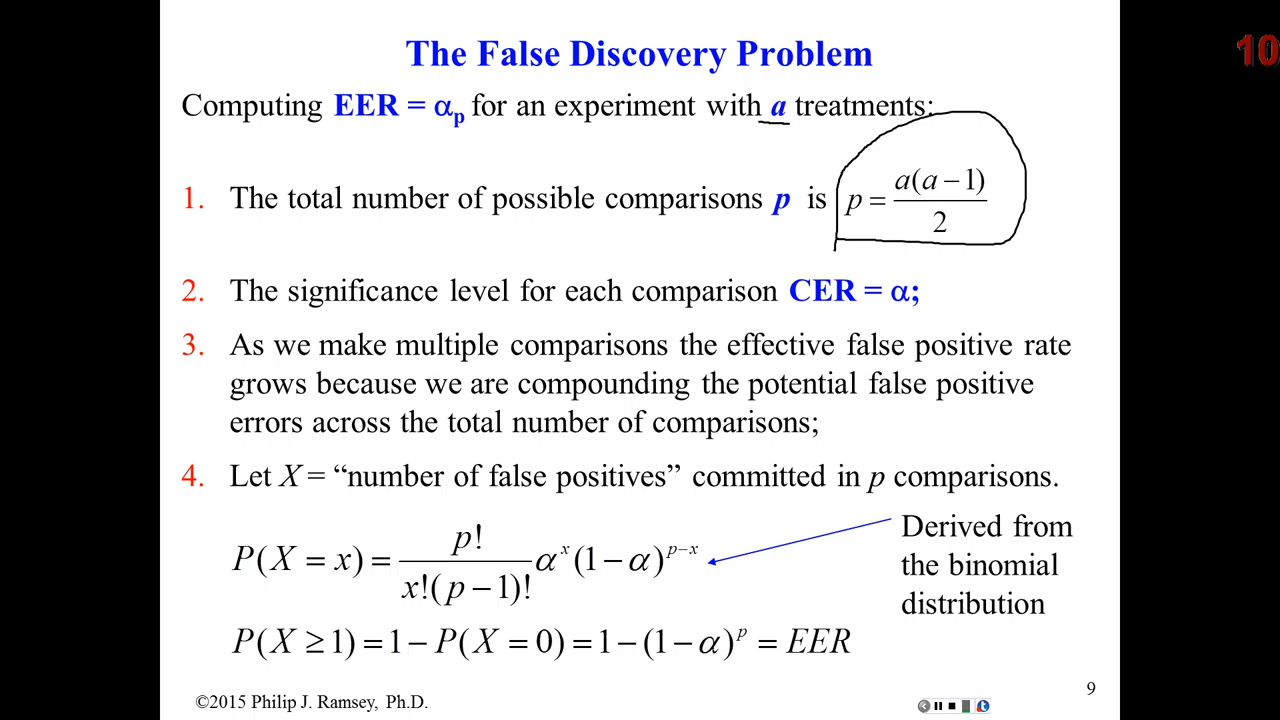 The False Discovery Problem
10
Computing EER = αp for an experiment with a treatments:
1. The total number of possible comparisons p is p = a(a − 1) / 2
2. The significance level for each comparison CER = α;
3. As we make multiple comparisons the effective false positive rate
grows because we are compounding the potential false positive
errors across the total number of comparisons;
4. Let X = “number of false positives” committed in p comparisons.
P(X = x) = p! / x!(p − 1)! α^x (1 − α)^(p−x)
Derived from
the binomial
distribution
P(X ≥ 1) = 1 − P(X = 0) = 1 − (1 − α)^p = EER
©2015 Philip J. Ramsey, Ph.D.
9